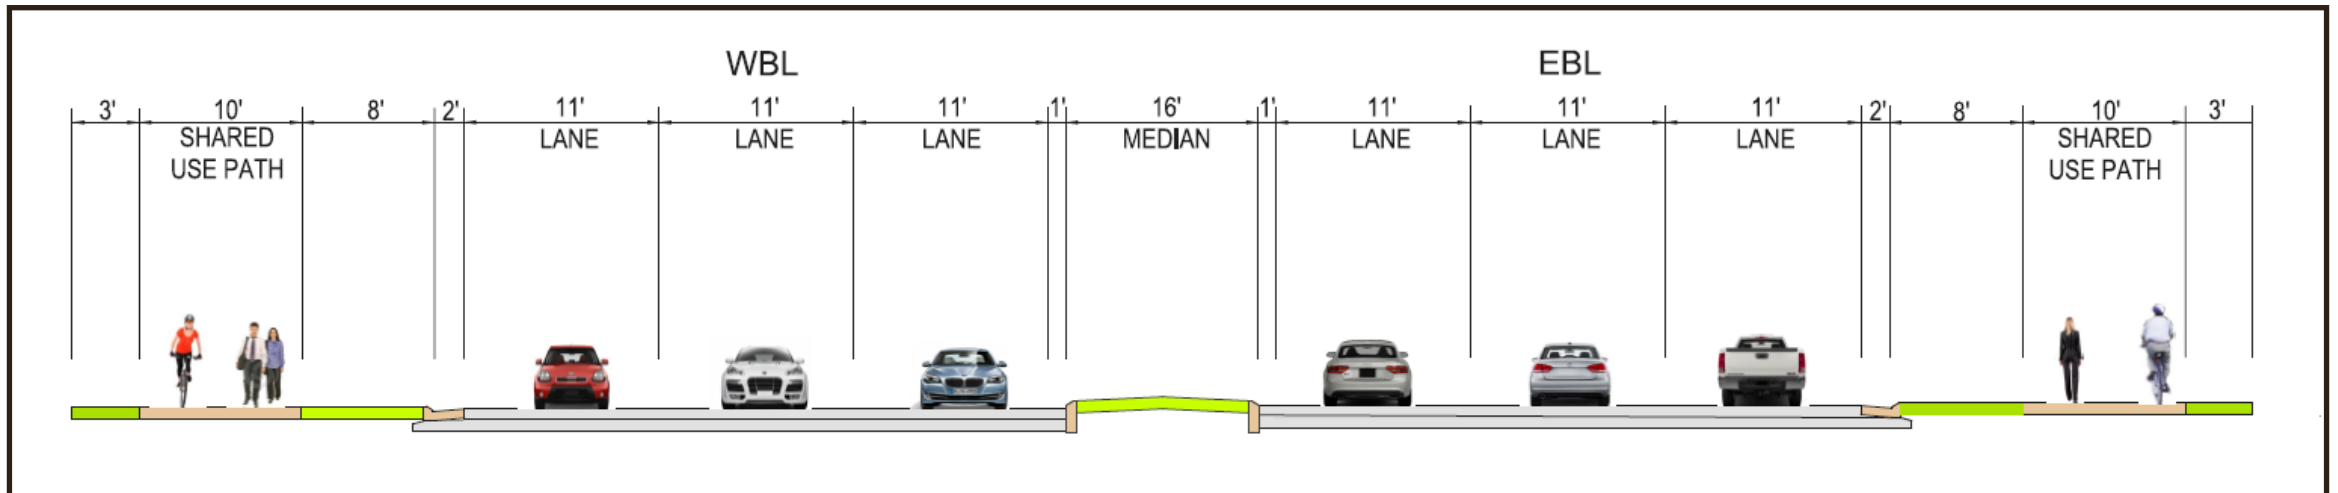 WBL EBL
3' 10' 8' 2' 11' 11' 11' 1' 16' 1' 11' 11' 11' 2' 8' 10' 3'
SHARED LANE LANE LANE MEDIAN LANE LANE LANE SHARED
USE PATH USE PATH